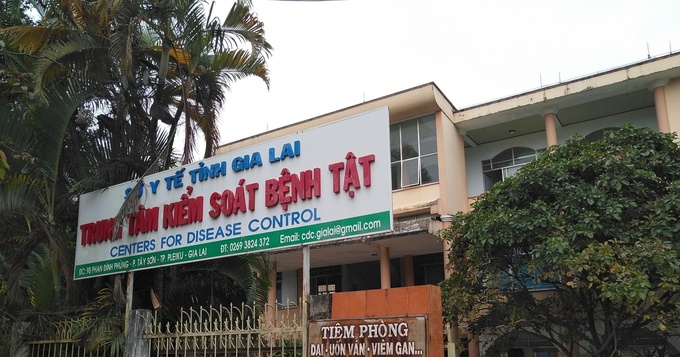 SỞ Y TẾ TỈNH GIA LAI
TRUNG TÂM KIỂM SOÁT BỆNH TẬT
CENTERS FOR DISEASE CONTROL
ĐC: 98 PHAN ĐÌNH PHÙNG - P. TÂY SƠN - TP. PLEIKU - GIA LAI ĐT: 0269 3824 372 Email: cdc.gialai@gmail.com
TIÊM PHÒNG
DẠI - UỐN VÁN - VIÊM GAN...